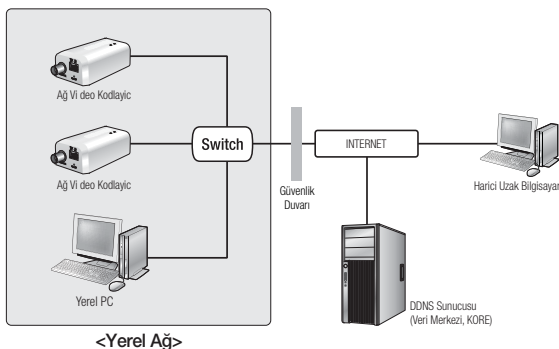 Ağ Vi deo Kodlayic
Ağ Vi deo Kodlayic
Yerel PC
Switch
Güvenlik
Duvarı
INTERNET
Harici Uzak Bilgisayar
DDNS Sunucusu
(Veri Merkezi, KORE)
<Yerel Ağ>